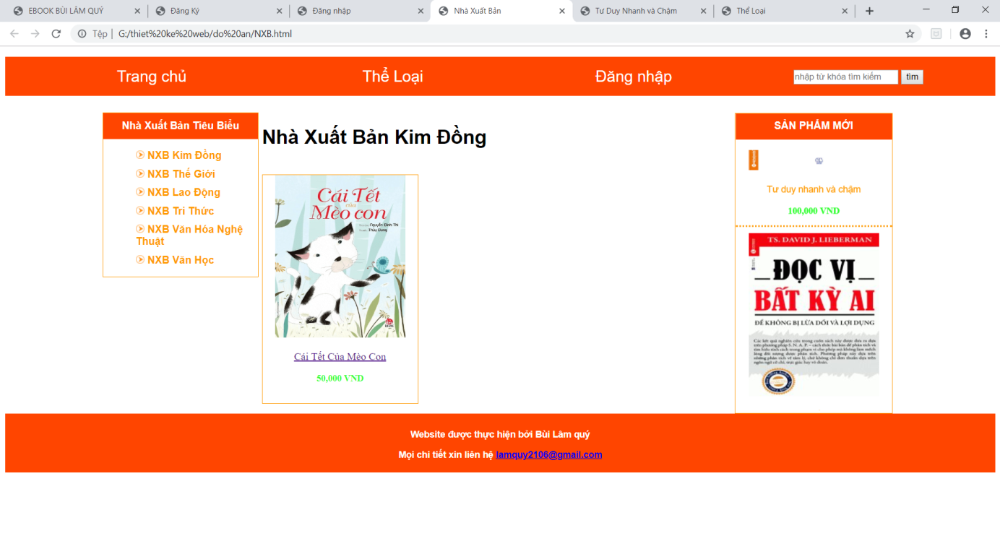 EBOOK BÙI LÂM QUÝ
Đăng Ký
Đăng nhập
Nhà Xuất Bản
Tư Duy Nhanh và Chậm
Thể Loại
Tệp | G:/thiet%20ke%20web/do%20an/NXB.html
Trang chủ
Thể Loại
Đăng nhập
nhập từ khóa tìm kiếm
tìm
Nhà Xuất Bản Tiêu Biểu
NXB Kim Đồng
NXB Thế Giới
NXB Lao Động
NXB Tri Thức
NXB Văn Hóa Nghệ
Thuật
NXB Văn Học
Nhà Xuất Bản Kim Đồng
Cái Tết
của
Mèo con
Nguyễn Đình Thi
Thùy Dung
Cái Tết Của Mèo Con
50,000 VND
SẢN PHẨM MỚI
Tư duy nhanh và chậm
100,000 VND
TS. DAVID J. LIEBERMAN
ĐỌC VỊ
BẤT KỲ AI
ĐỂ KHÔNG BỊ LỪA DỐI VÀ LỢI DỤNG
Website được thực hiện bởi Bùi Lâm quý
Mọi chi tiết xin liên hệ lamquy2106@gmail.com